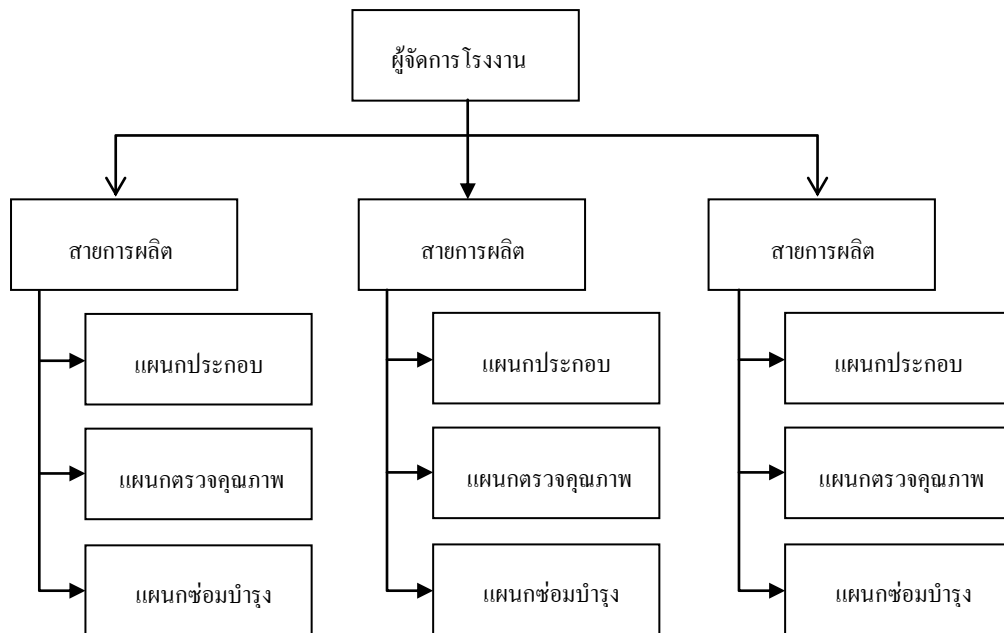 ผู้จัดการโรงงาน
สายการผลิต
สายการผลิต
สายการผลิต
แผนกประกอบ
แผนกประกอบ
แผนกประกอบ
แผนกตรวจคุณภาพ
แผนกตรวจคุณภาพ
แผนกตรวจคุณภาพ
แผนกซ่อมบำรุง
แผนกซ่อมบำรุง
แผนกซ่อมบำรุง